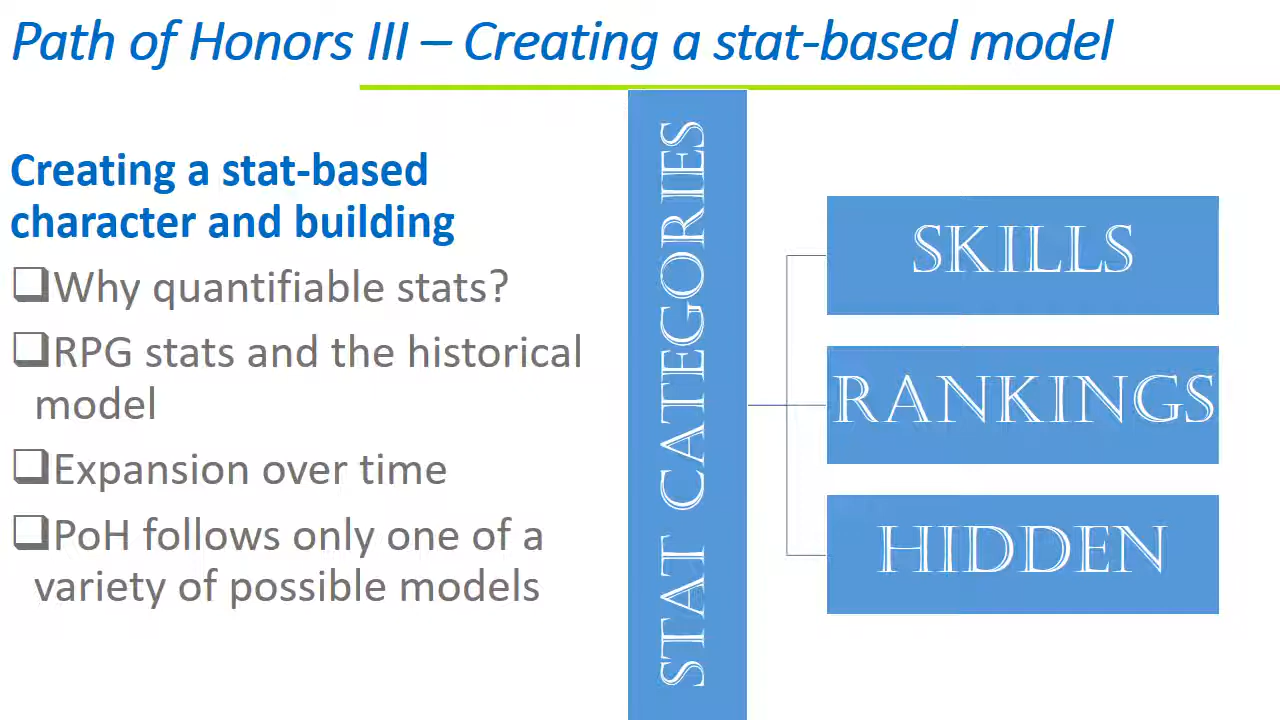 Path of Honors III – Creating a stat-based model
Creating a stat-based
character and building
❑Why quantifiable stats?
❑RPG stats and the historical
model
❑Expansion over time
❑PoH follows only one of a
variety of possible models
STAT CATEGORIES
SKILLS
RANKINGS
HIDDEN